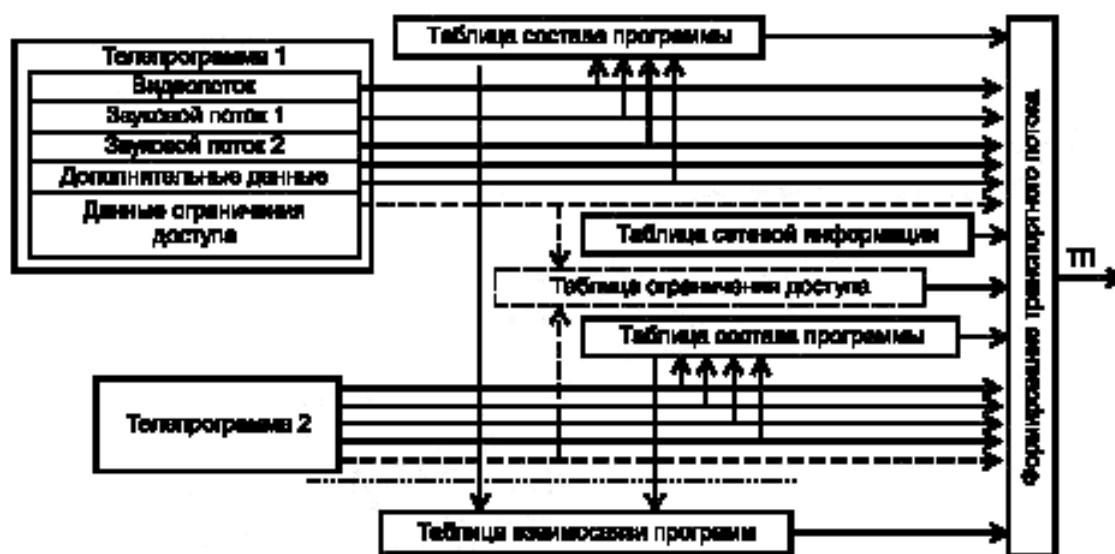 Таблица состава программы
Телепрограмма 1
Видеопоток
Звуковой поток 1
Звуковой поток 2
Дополнительные данные
Данные ограничения
доступа
Таблица сетевой информации
Таблица ограничения доступа
Таблица состава программы
Телепрограмма 2
Таблица взаимосвязи программ
Формирование транспортного потока
ТП